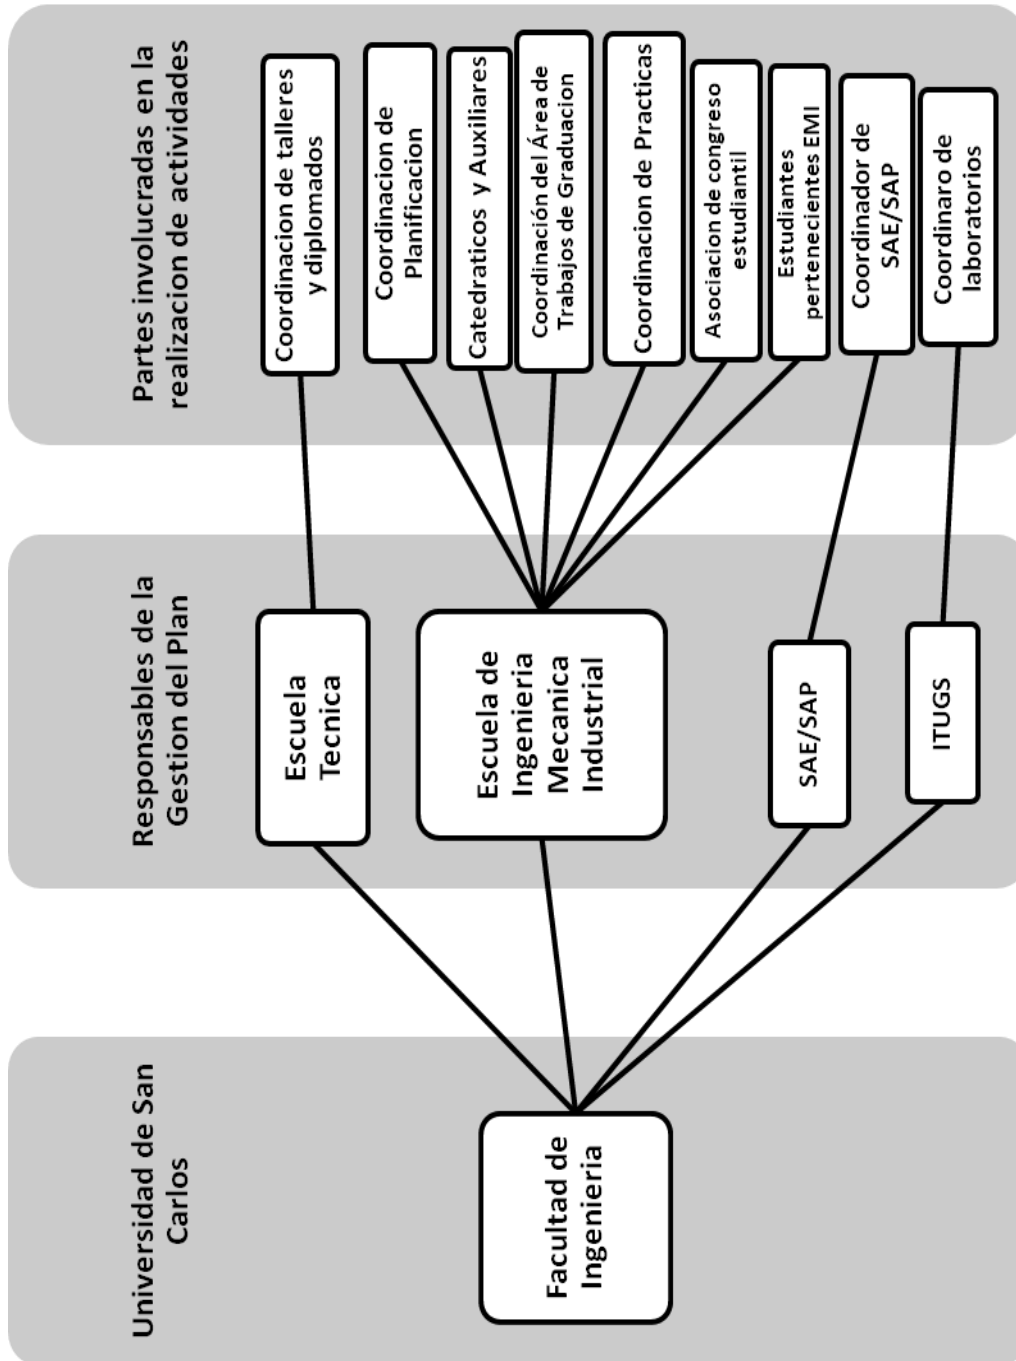 Universidad de San
Carlos
Facultad de
Ingenieria
Responsables de la
Gestion del Plan
Escuela
Tecnica
Escuela de
Ingenieria
Mecanica
Industrial
SAE/SAP
ITUGS
Partes involucradas en la
realizacion de actividades
Coordinacion de talleres
y diplomados
Coordinacion de
Planificacion
Catedraticos y Auxiliares
Coordinación del Área de
Trabajos de Graduacion
Coordinacion de Practicas
Asociacion de congreso
estudiantil
Estudiantes
pertenecientes EMI
Coordinador de
SAE/SAP
Coordinaro de
laboratorios